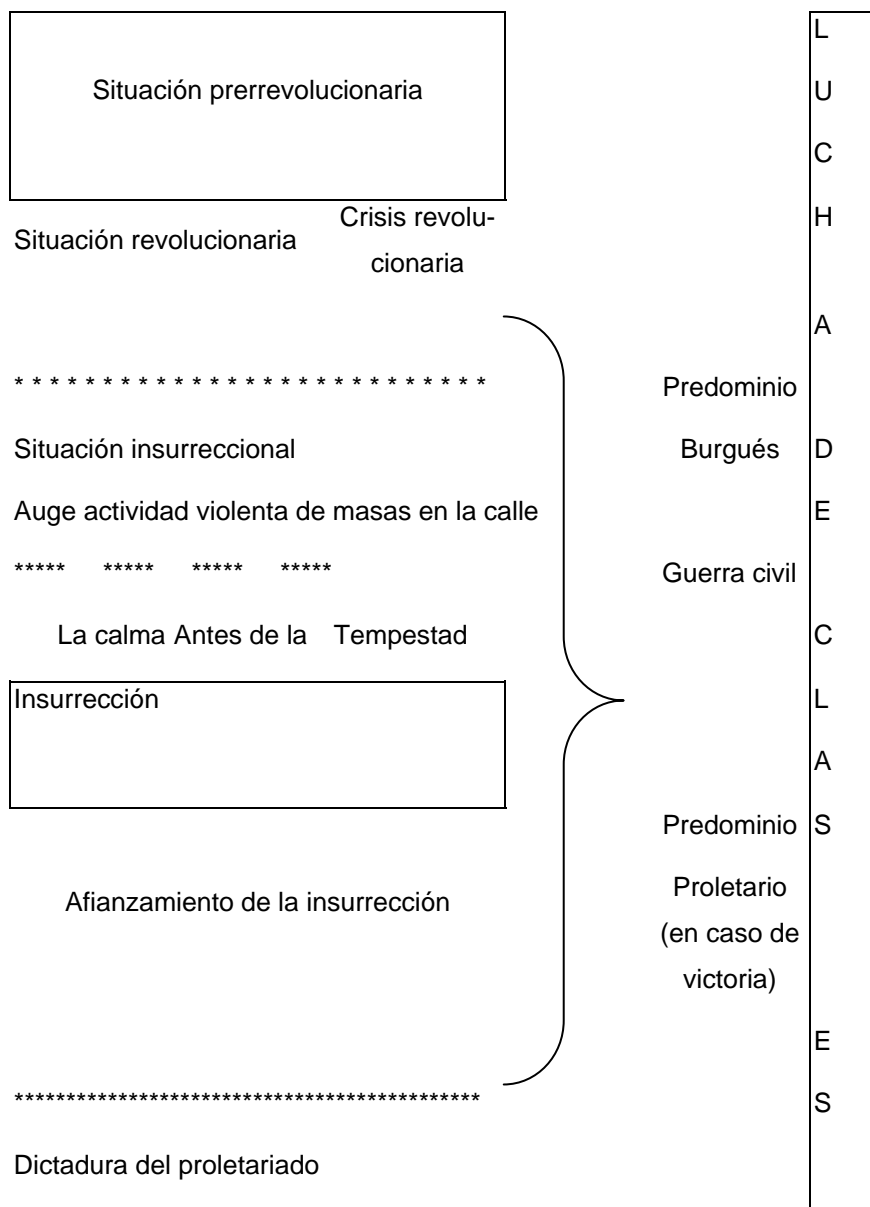 Situación prerrevolucionaria
Situación revolucionaria
Crisis revolu-
cionaria
* * * * * * * * * * * * * * * * * * * * * * * * * * *
Situación insurreccional
Auge actividad violenta de masas en la calle
***** ***** ***** *****
La calma Antes de la Tempestad
Insurrección
Afianzamiento de la insurrección
*********************************************
Dictadura del proletariado
Predominio
Burgués
Guerra civil
Predominio
Proletario
(en caso de
victoria)
L
U
C
H
A
D
E
C
L
A
S
E
S